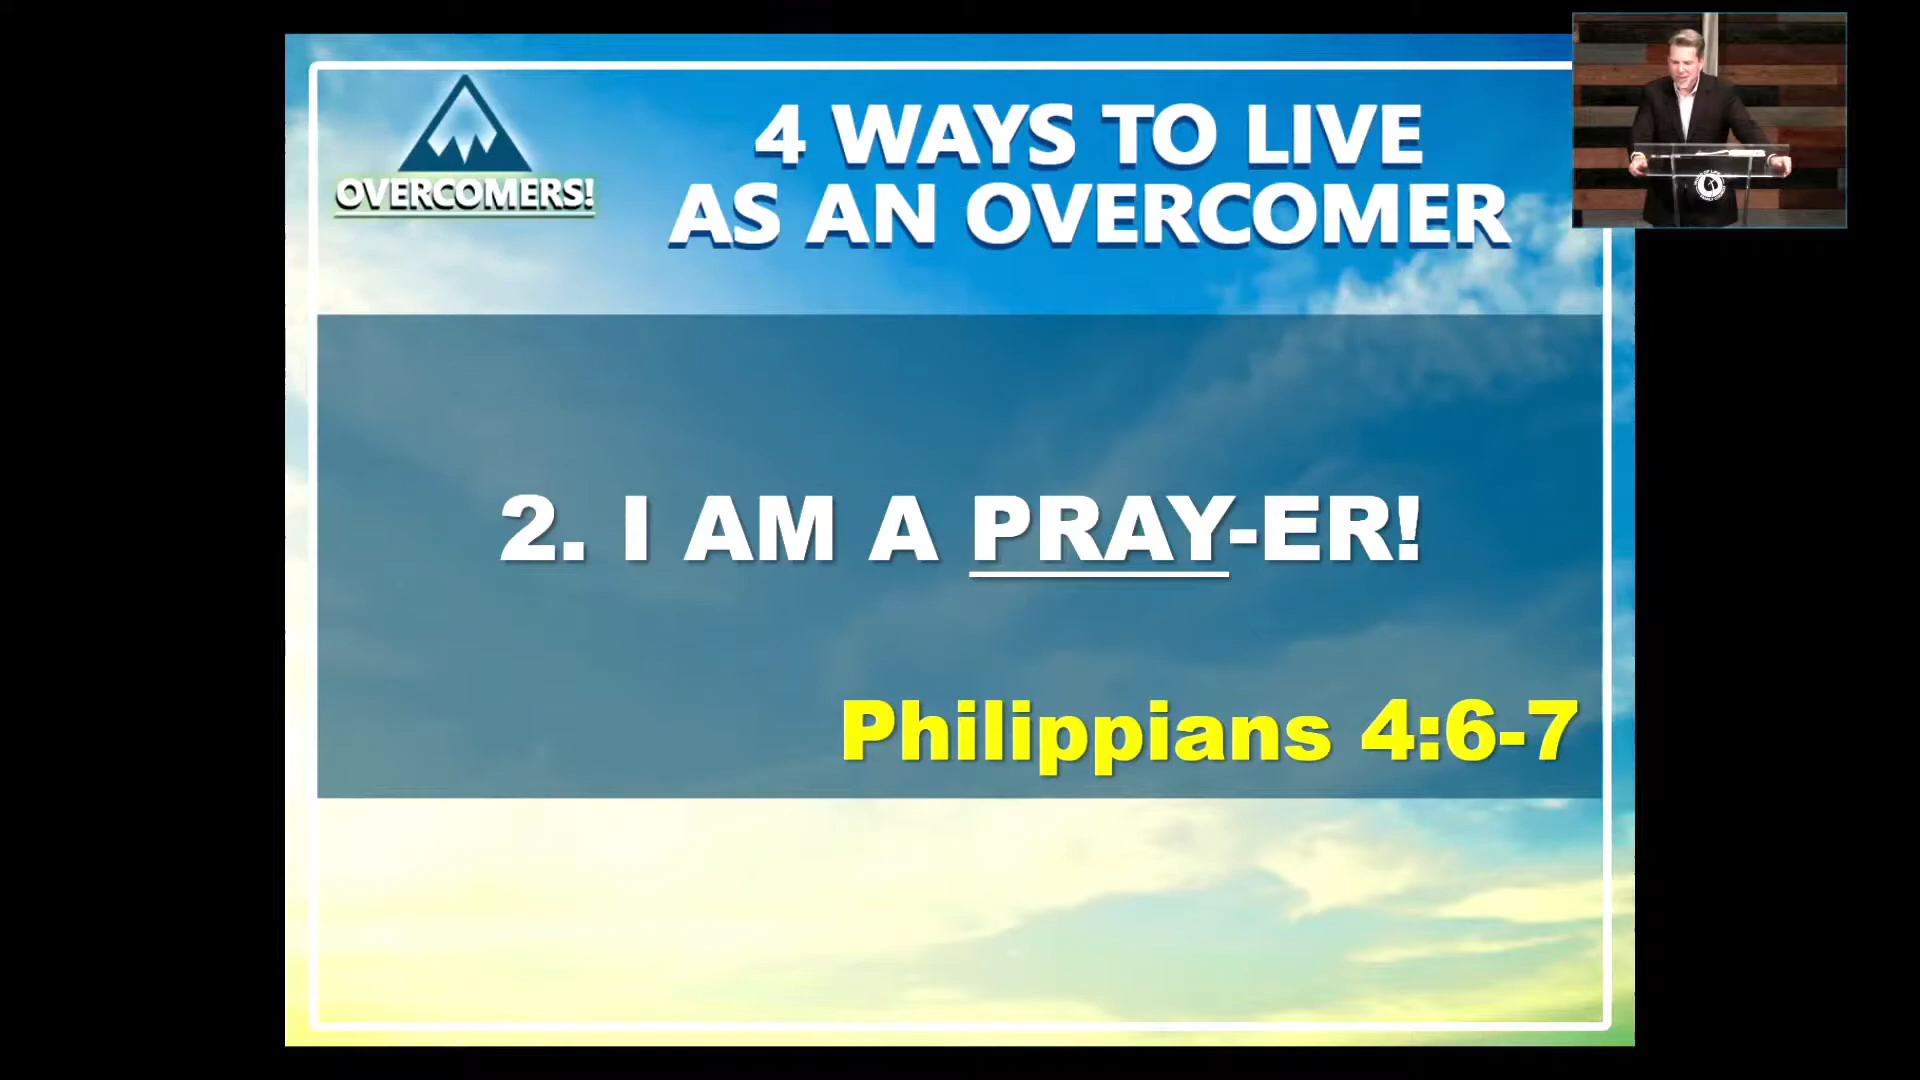 OVERCOMERS!
4 WAYS TO LIVE
AS AN OVERCOMER
2. I AM A PRAY-ER!
Philippians 4:6-7